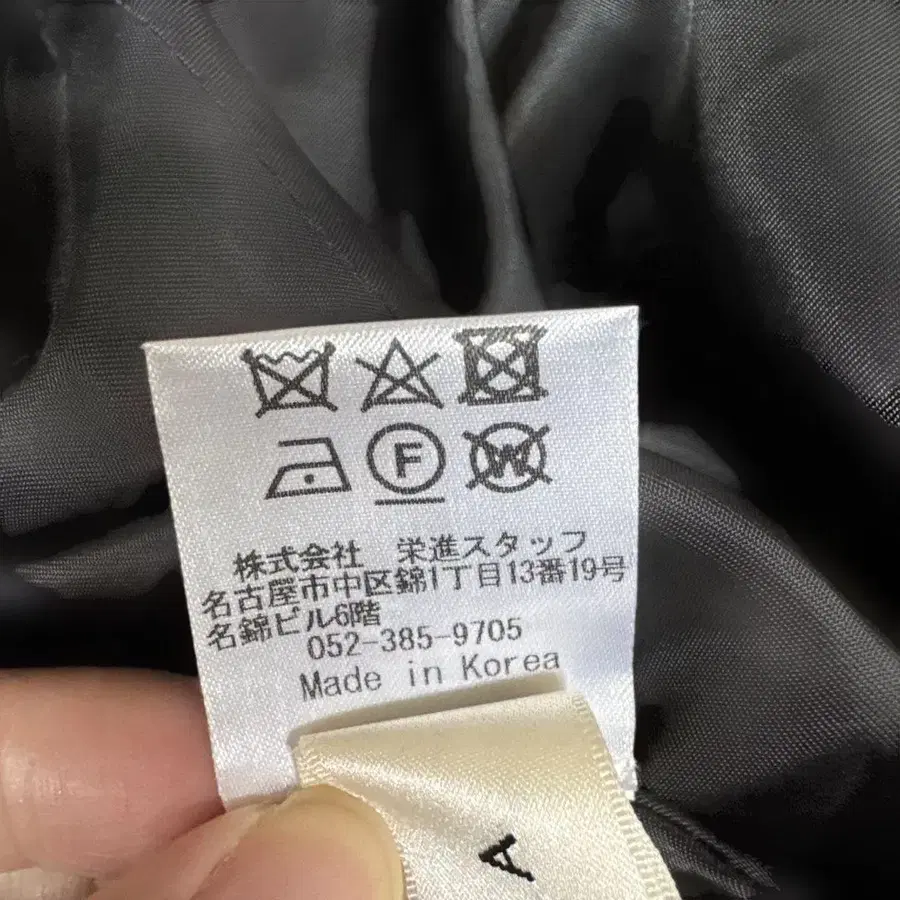 F
W
株式会社 栄進スタッフ
名古屋市中区錦1丁目13番19号
名錦ビル6階
052-385-9705
Made in Korea
A